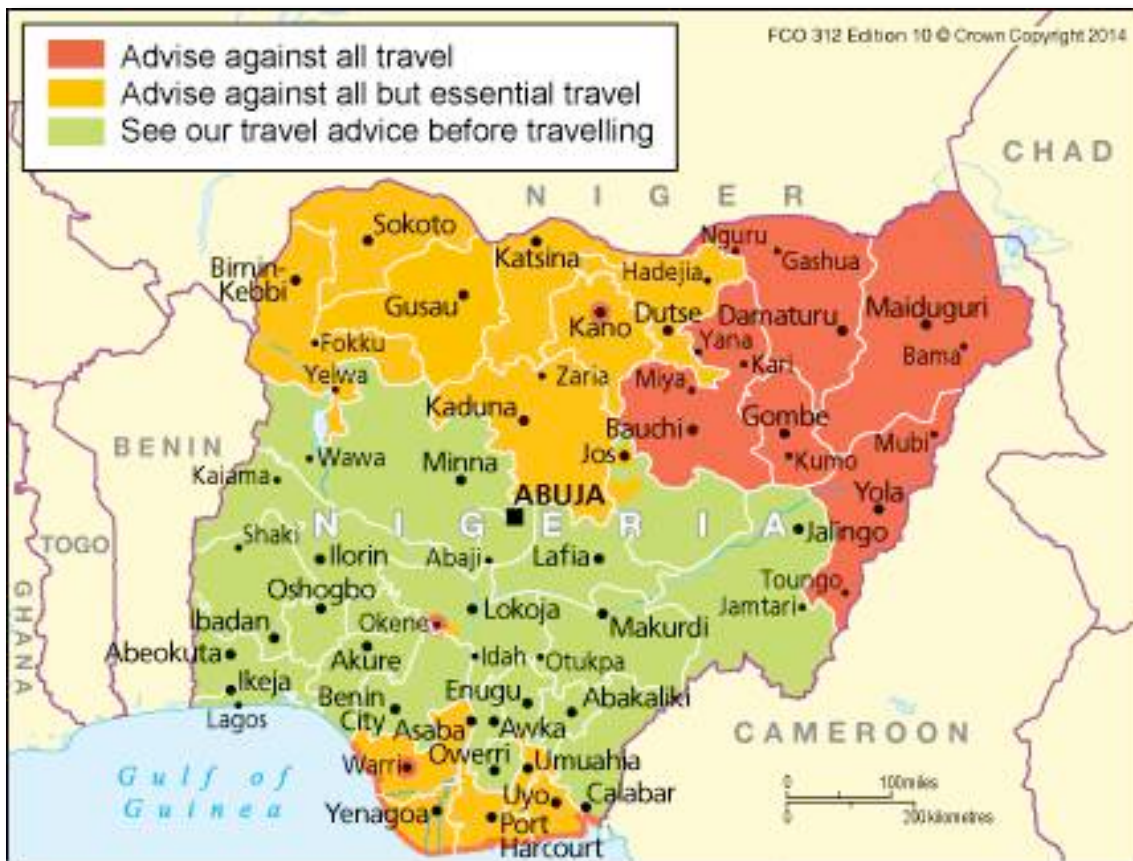 FCO 312 Edition 10 © Crown Copyright 2014
Advise against all travel
Advise against all but essential travel
See our travel advice before travelling
CHAD
NIGER
Sokoto
Katsina
Nguru
Gashua
Birnin-
Kebbi
Hadejia
Gusau
Kano
Dutse
Damaturu
Maiduguri
Fokku
Yana
Bama
Yelwa
Zaria
Miya
Kari
Kaduna
Gombe
Bauchi
Mubi
BENIN
Wawa
Minna
Jos
Kumo
Kaiama
ABUJA
Yola
NIGERIA
Jalingo
TOGO
Shaki
Ilorin
Abaji
Lafia
GHANA
Oshogbo
Toungo
Ibadan
Okene
Lokoja
Makurdi
Jamtari
Abeokuta
Akure
Idah
Otukpa
Ikeja
Benin
City
Enugu
Abakaliki
Lagos
Asaba
Awka
CAMEROON
Owerri
Umuahia
Warri
Gulf of
Guinea
Yenagoa
Uyo
Calabar
Port
Harcourt
0 100miles
0 200kilometres